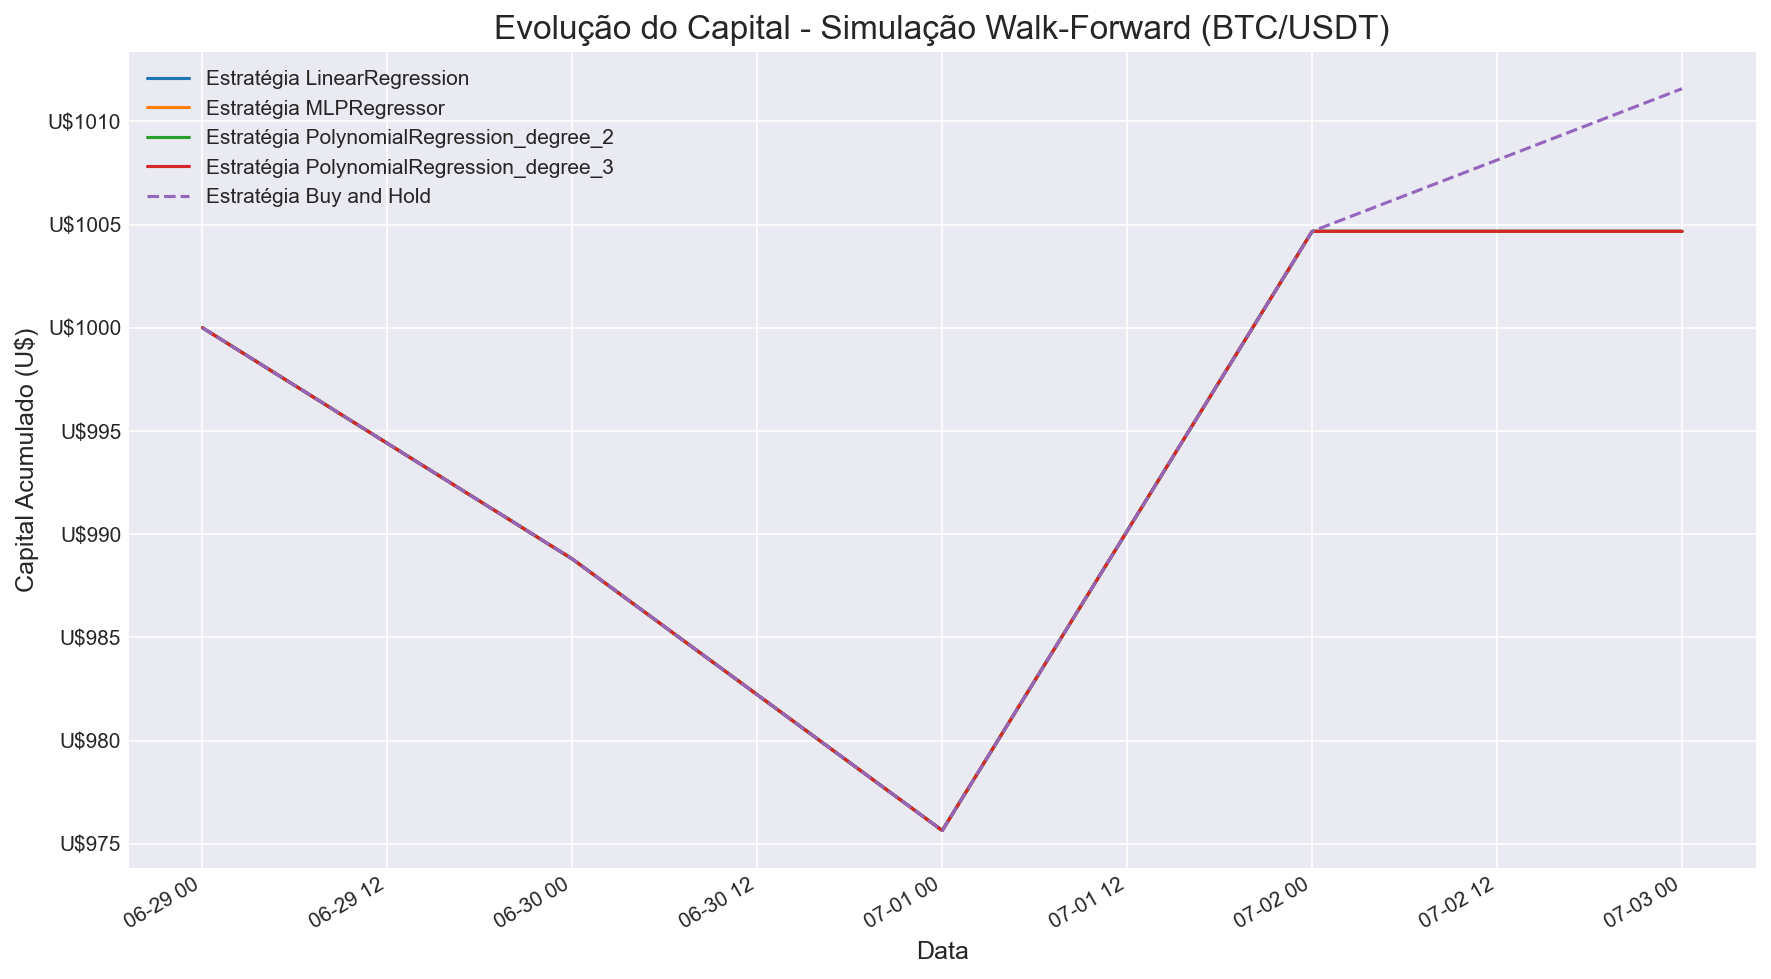 Evolução do Capital - Simulação Walk-Forward (BTC/USDT)
Estratégia LinearRegression
Estratégia MLPRegressor
Estratégia PolynomialRegression_degree_2
Estratégia PolynomialRegression_degree_3
Estratégia Buy and Hold
U$1010
U$1005
U$1000
U$995
U$990
U$985
U$980
U$975
Capital Acumulado (U$)
06-29 00
06-29 12
06-30 00
06-30 12
07-01 00
07-01 12
07-02 00
07-02 12
07-03 00
Data